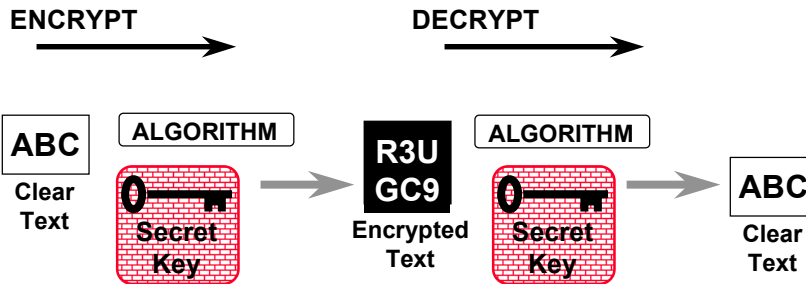 ENCRYPT
DECRYPT
ABC
Clear
Text
ALGORITHM
Secret
Key
R3U
GC9
Encrypted
Text
ALGORITHM
Secret
Key
ABC
Clear
Text